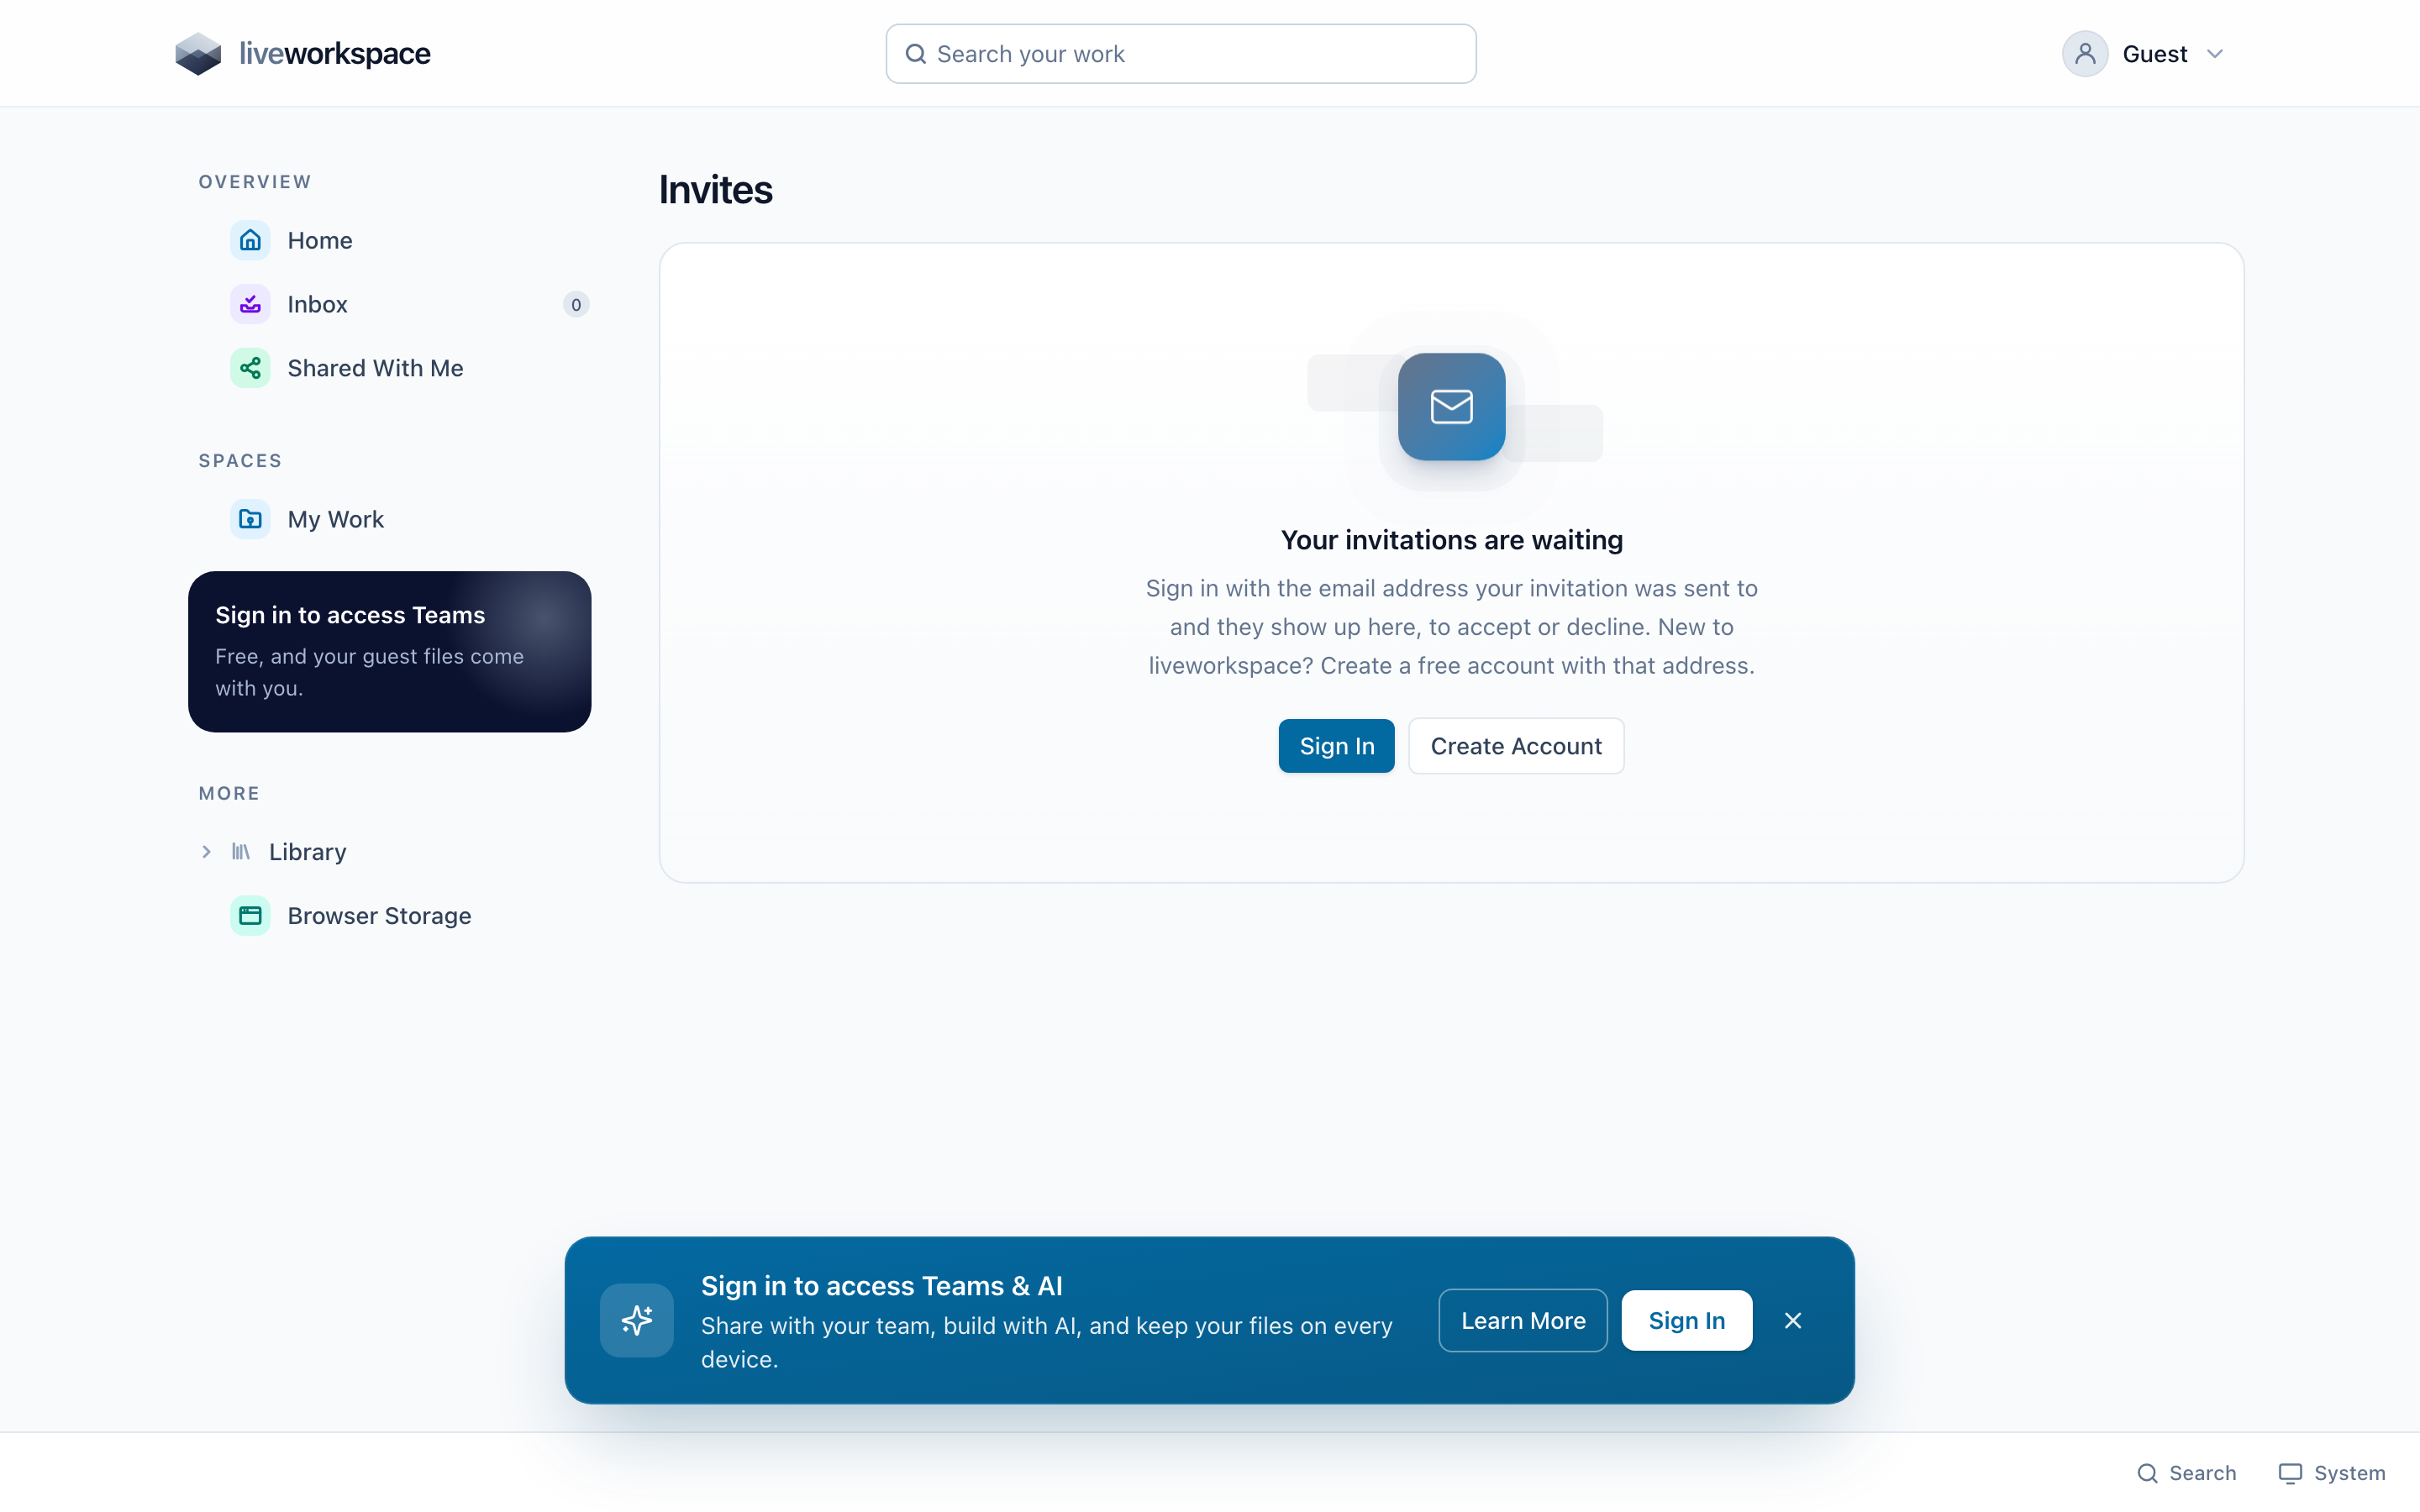 liveworkspace
Search your work
Guest
OVERVIEW
Home
Inbox
0
Shared With Me
SPACES
My Work
Sign in to access Teams
Free, and your guest files come
with you.
MORE
Library
Browser Storage
Invites
Your invitations are waiting
Sign in with the email address your invitation was sent to
and they show up here, to accept or decline. New to
liveworkspace? Create a free account with that address.
Sign In
Create Account
Sign in to access Teams & AI
Share with your team, build with AI, and keep your files on every
device.
Learn More
Sign In
Search
System